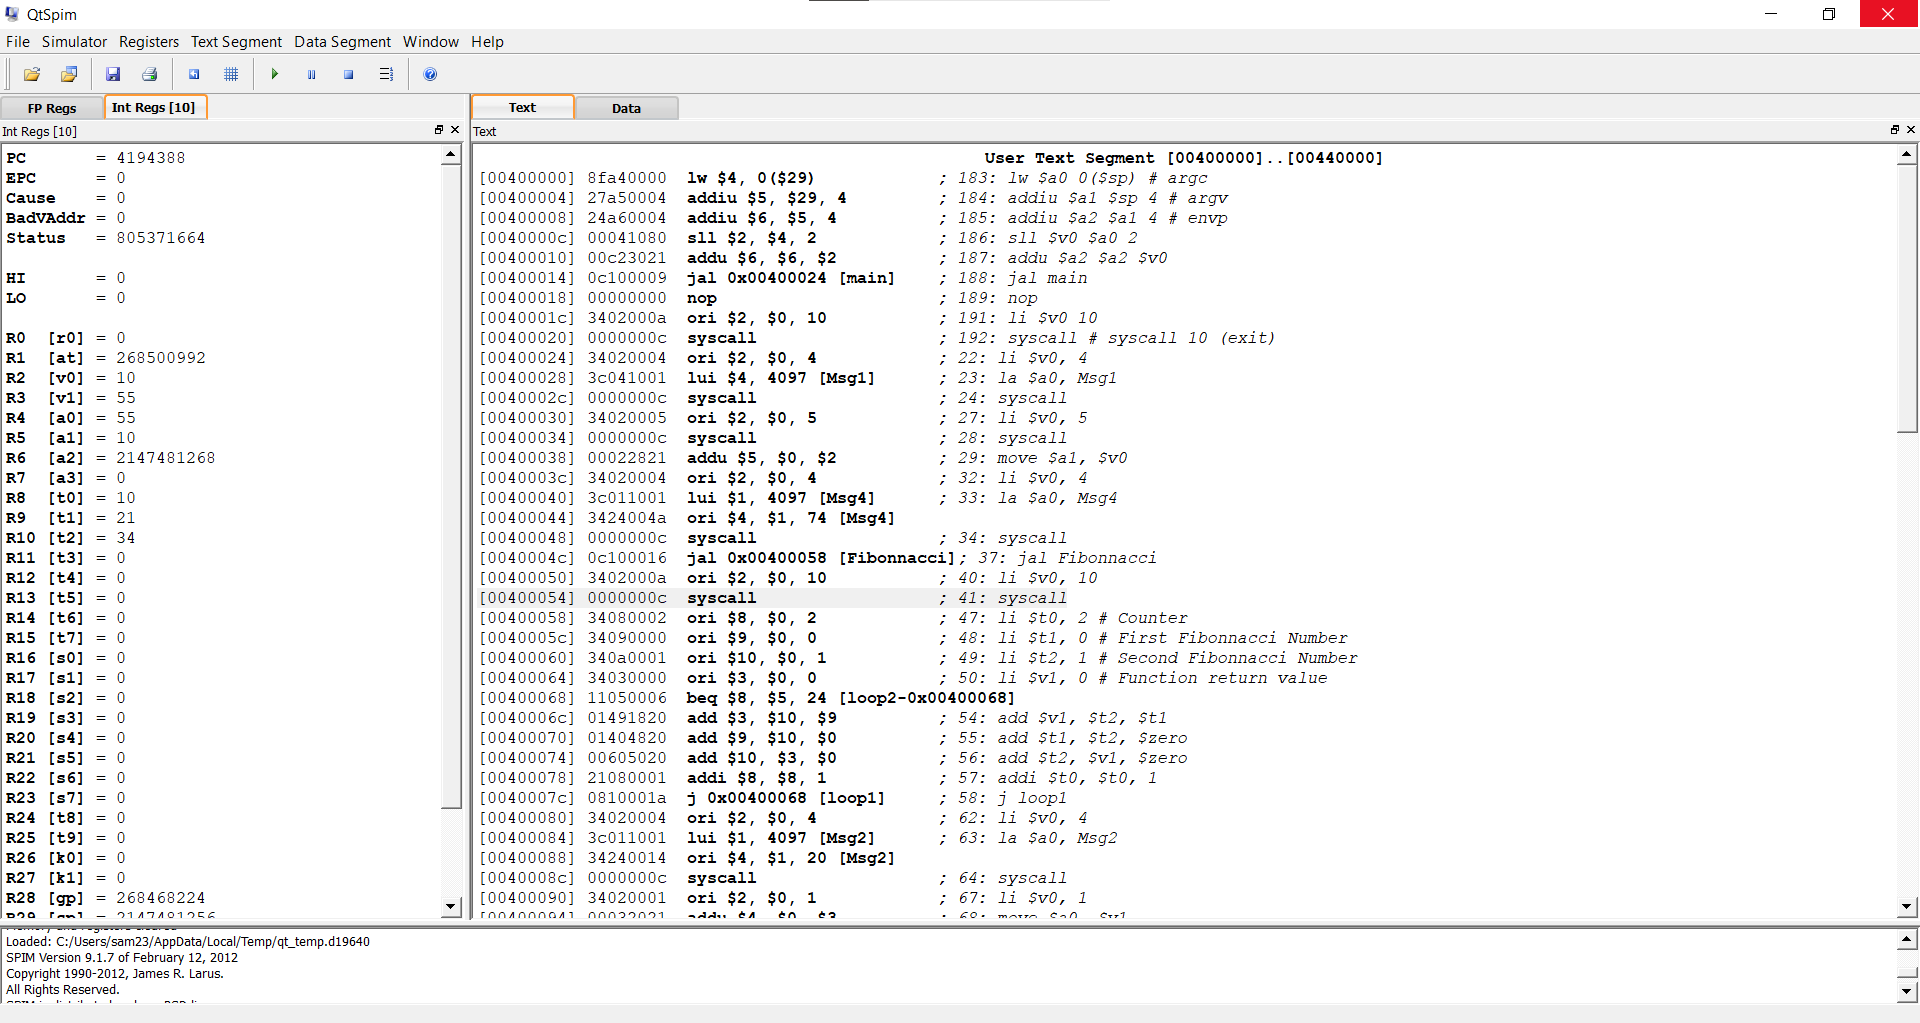 QtSpim
File Simulator Registers Text Segment Data Segment Window Help
FP Regs Int Regs [10]
Int Regs [10]
PC = 4194388
EPC = 0
Cause = 0
BadVAddr = 0
Status = 805371664
HI = 0
LO = 0
R0 [r0] = 0
R1 [at] = 268500992
R2 [v0] = 10
R3 [v1] = 55
R4 [a0] = 55
R5 [a1] = 10
R6 [a2] = 2147481268
R7 [a3] = 0
R8 [t0] = 10
R9 [t1] = 21
R10 [t2] = 34
R11 [t3] = 0
R12 [t4] = 0
R13 [t5] = 0
R14 [t6] = 0
R15 [t7] = 0
R16 [s0] = 0
R17 [s1] = 0
R18 [s2] = 0
R19 [s3] = 0
R20 [s4] = 0
R21 [s5] = 0
R22 [s6] = 0
R23 [s7] = 0
R24 [t8] = 0
R25 [t9] = 0
R26 [k0] = 0
R27 [k1] = 0
R28 [gp] = 268468224
R29 [sp] = 2147481256
Text Data
Text
User Text Segment [00400000]..[00440000]
[00400000] 8fa40000 lw $4, 0($29) ; 183: lw $a0 0($sp) # argc
[00400004] 27a50004 addiu $5, $29, 4 ; 184: addiu $a1 $sp 4 # argv
[00400008] 24a60004 addiu $6, $5, 4 ; 185: addiu $a2 $a1 4 # envp
[0040000c] 00041080 sll $2, $4, 2 ; 186: sll $v0 $a0 2
[00400010] 00c23021 addu $6, $6, $2 ; 187: addu $a2 $a2 $v0
[00400014] 0c100009 jal 0x00400024 [main] ; 188: jal main
[00400018] 00000000 nop ; 189: nop
[0040001c] 3402000a ori $2, $0, 10 ; 191: li $v0 10
[00400020] 0000000c syscall ; 192: syscall # syscall 10 (exit)
[00400024] 34020004 ori $2, $0, 4 ; 22: li $v0, 4
[00400028] 3c041001 lui $4, 4097 [Msg1] ; 23: la $a0, Msg1
[0040002c] 0000000c syscall ; 24: syscall
[00400030] 34020005 ori $2, $0, 5 ; 27: li $v0, 5
[00400034] 0000000c syscall ; 28: syscall
[00400038] 00022821 addu $5, $0, $2 ; 29: move $a1, $v0
[0040003c] 34020004 ori $2, $0, 4 ; 32: li $v0, 4
[00400040] 3c011001 lui $1, 4097 [Msg4] ; 33: la $a0, Msg4
[00400044] 3424004a ori $4, $1, 74 [Msg4]
[00400048] 0000000c syscall ; 34: syscall
[0040004c] 0c100016 jal 0x00400058 [Fibonnacci]; 37: jal Fibonnacci
[00400050] 3402000a ori $2, $0, 10 ; 40: li $v0, 10
[00400054] 0000000c syscall ; 41: syscall
[00400058] 34080002 ori $8, $0, 2 ; 47: li $t0, 2 # Counter
[0040005c] 34090000 ori $9, $0, 0 ; 48: li $t1, 0 # First Fibonnacci Number
[00400060] 340a0001 ori $10, $0, 1 ; 49: li $t2, 1 # Second Fibonnacci Number
[00400064] 34030000 ori $3, $0, 0 ; 50: li $v1, 0 # Function return value
[00400068] 11050006 beq $8, $5, 24 [loop2-0x00400068]
[0040006c] 01491820 add $3, $10, $9 ; 54: add $v1, $t2, $t1
[00400070] 01404820 add $9, $10, $0 ; 55: add $t1, $t2, $zero
[00400074] 00605020 add $10, $3, $0 ; 56: add $t2, $v1, $zero
[00400078] 21080001 addi $8, $8, 1 ; 57: addi $t0, $t0, 1
[0040007c] 0810001a j 0x00400068 [loop1] ; 58: j loop1
[00400080] 34020004 ori $2, $0, 4 ; 62: li $v0, 4
[00400084] 3c011001 lui $1, 4097 [Msg2] ; 63: la $a0, Msg2
[00400088] 34240014 ori $4, $1, 20 [Msg2]
[0040008c] 0000000c syscall ; 64: syscall
[00400090] 34020001 ori $2, $0, 1 ; 67: li $v0, 1
[00400094] 00032021 addu $4, $0, $3 ; 68: move $a0, $v1
Memory and registers cleared
Loaded: C:/Users/sam23/AppData/Local/Temp/qt_temp.d19640
SPIM Version 9.1.7 of February 12, 2012
Copyright 1990-2012, James R. Larus.
All Rights Reserved.